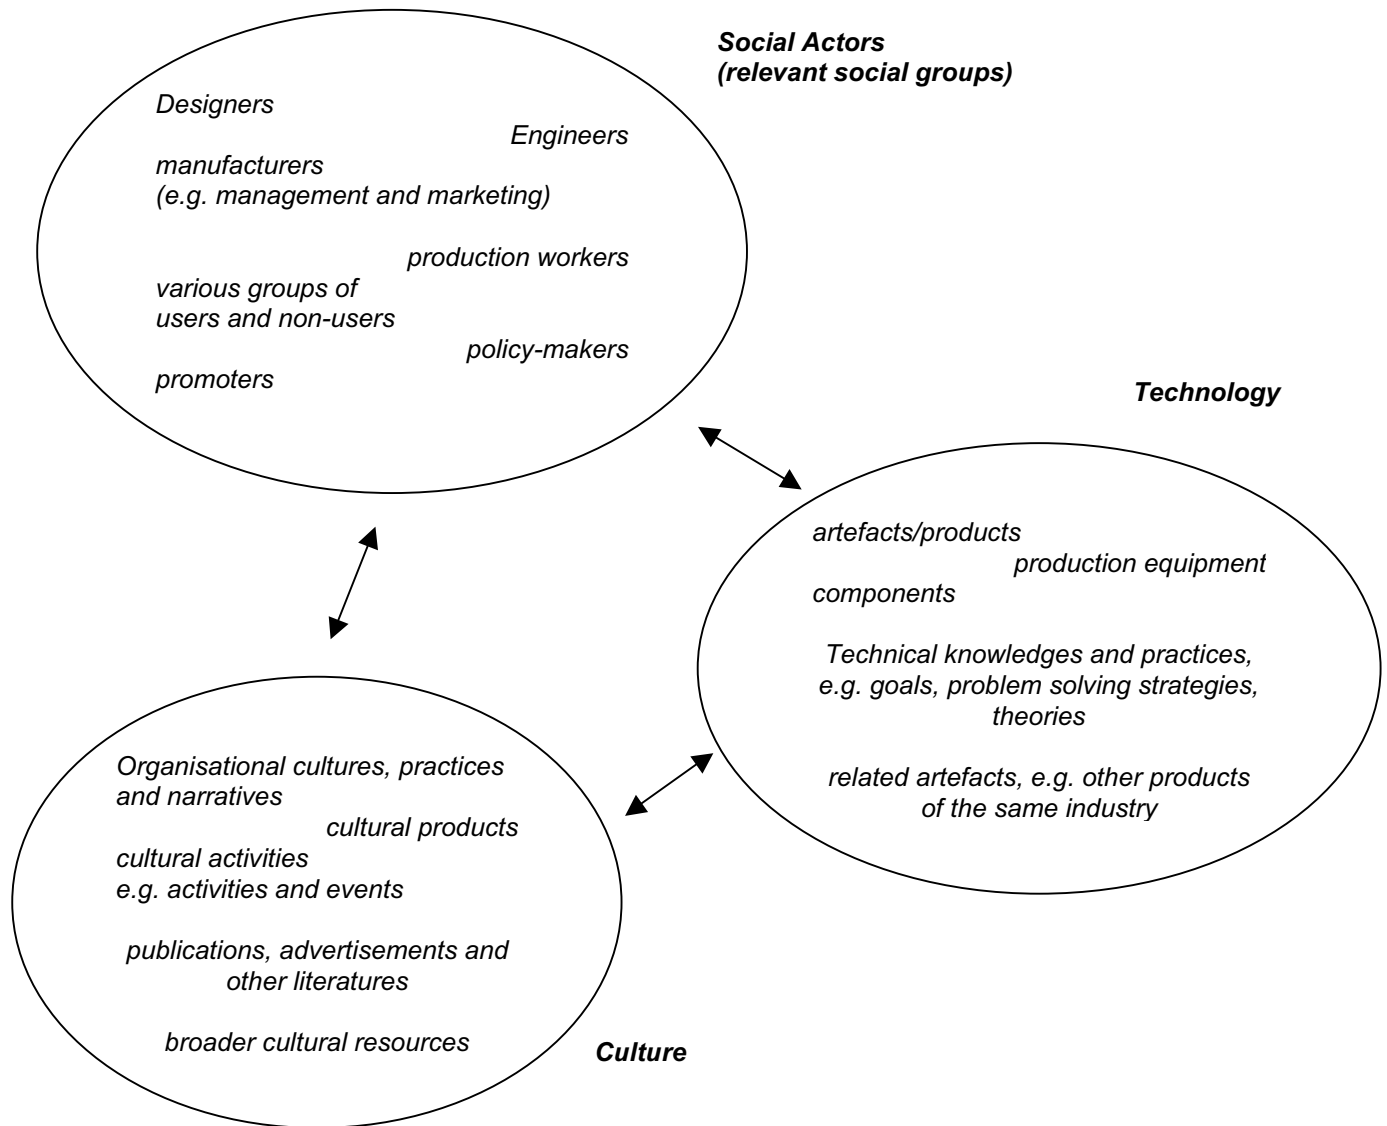 Social Actors
(relevant social groups)
Designers
Engineers
manufacturers
(e.g. management and marketing)
production workers
various groups of
users and non-users
policy-makers
promoters
Technology
artefacts/products
production equipment
components
Technical knowledges and practices,
e.g. goals, problem solving strategies,
theories
related artefacts, e.g. other products
of the same industry
Organisational cultures, practices
and narratives
cultural products
cultural activities
e.g. activities and events
publications, advertisements and
other literatures
broader cultural resources
Culture